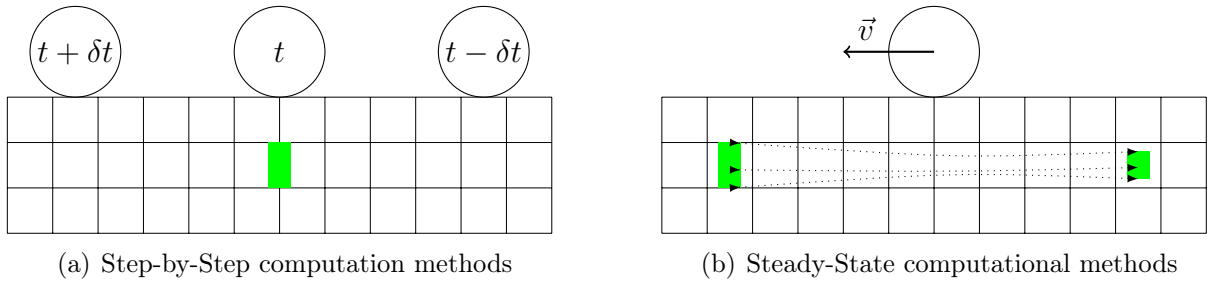 t + δt
t
t − δt
v⃗
(a) Step-by-Step computation methods
(b) Steady-State computational methods